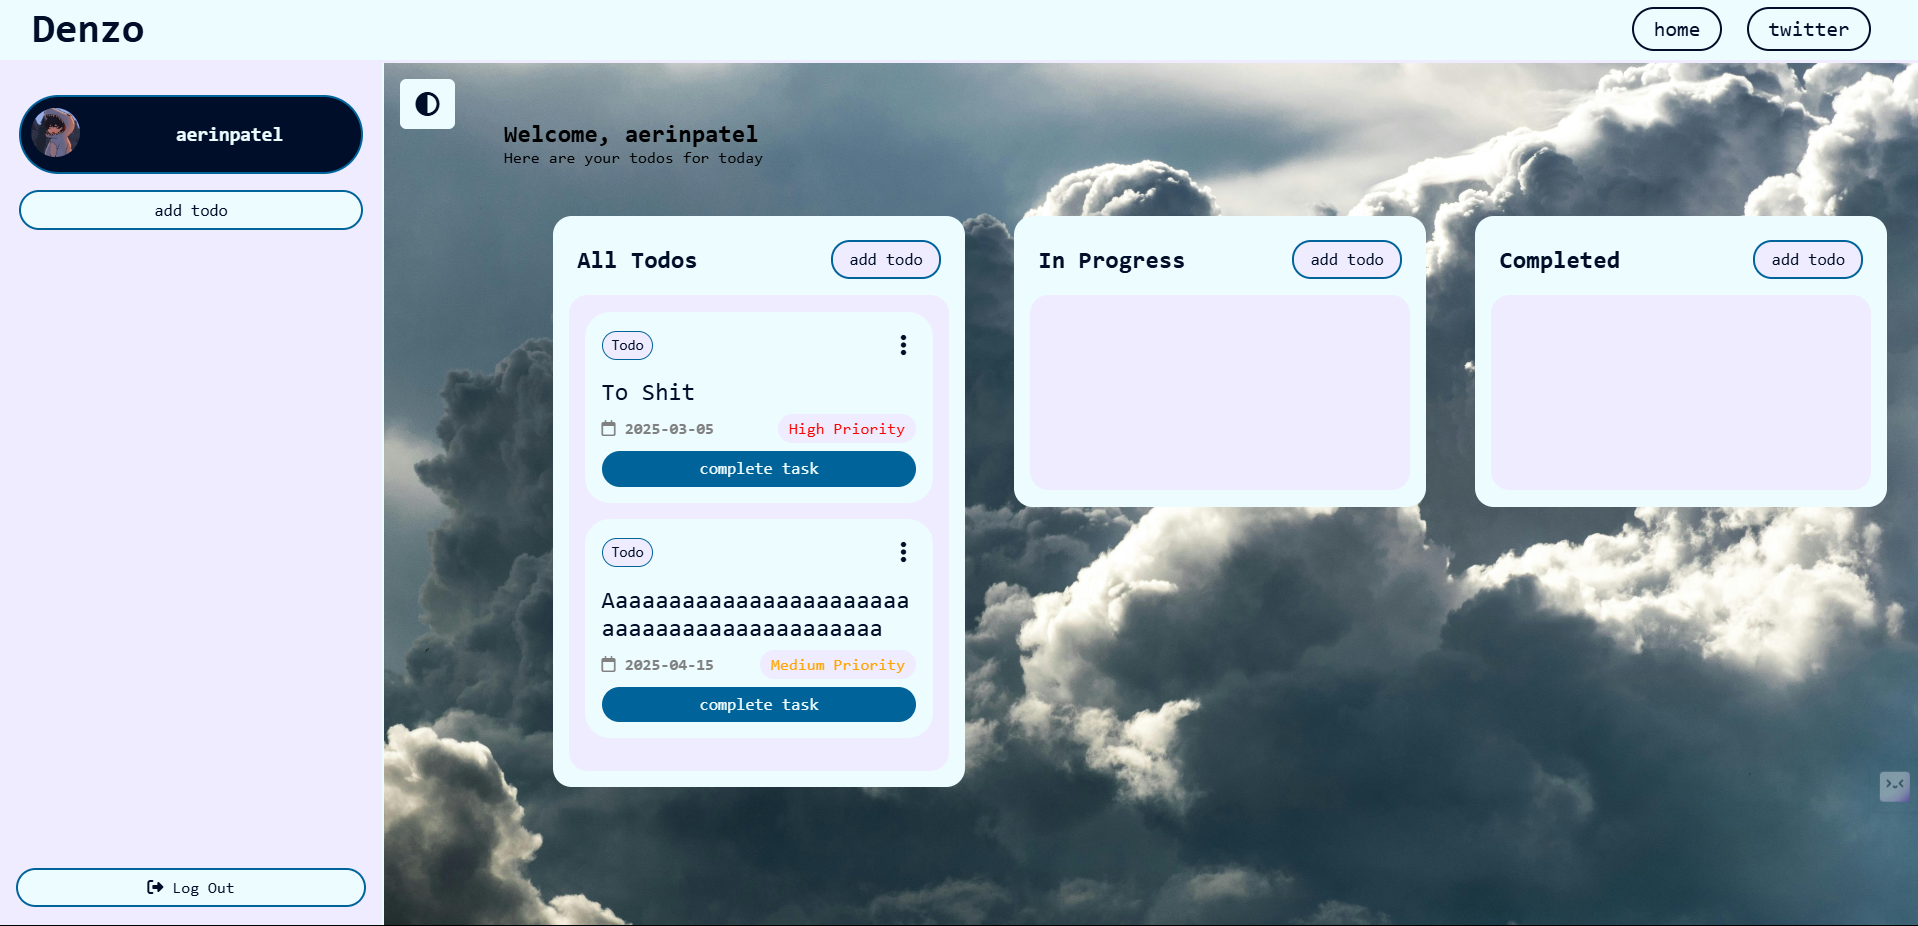 Denzo
home
twitter
aerinpatel
add todo
Welcome, aerinpatel
Here are your todos for today
All Todos
add todo
Todo
To Shit
2025-03-05
High Priority
complete task
Todo
Aaaaaaaaaaaaaaaaaaaaaaa
aaaaaaaaaaaaaaaaaaaaa
2025-04-15
Medium Priority
complete task
In Progress
add todo
Completed
add todo
Log Out